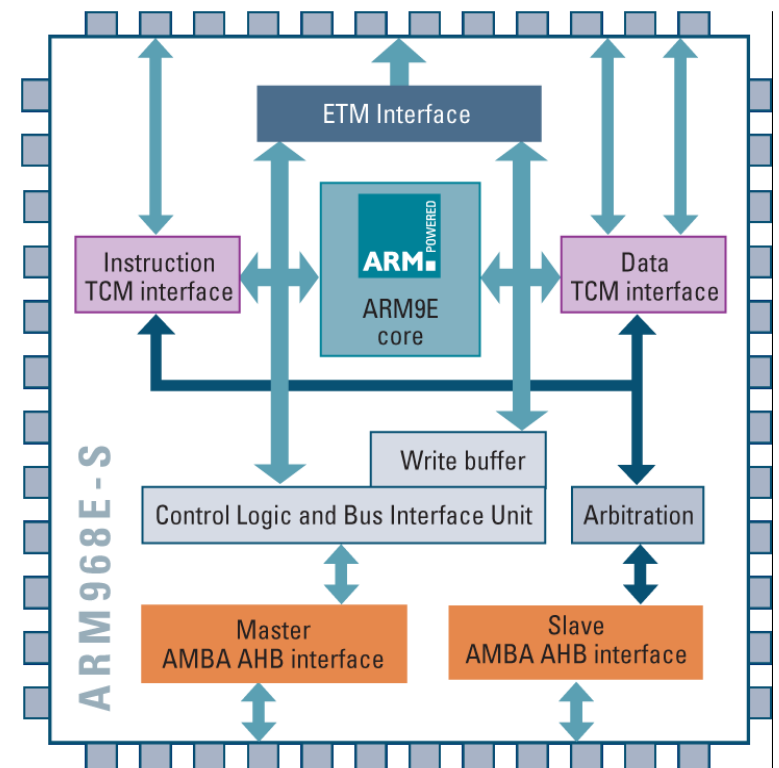 ETM Interface
POWERED
ARM
ARM9E
core
Instruction
TCM interface
Data
TCM interface
Write buffer
Control Logic and Bus Interface Unit
Arbitration
Master
AMBA AHB interface
Slave
AMBA AHB interface
ARM968E-S